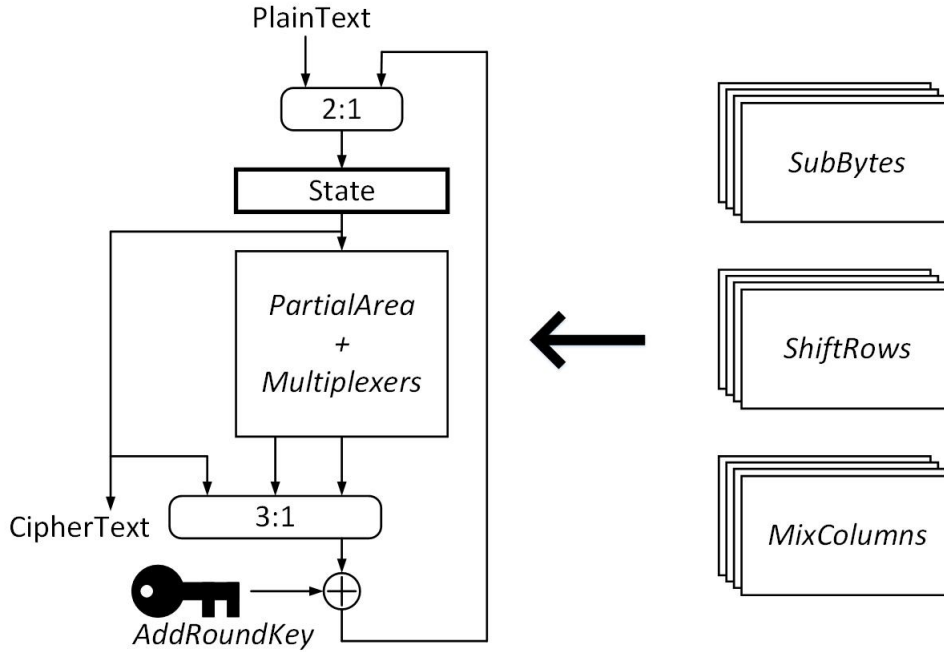 PlainText
2:1
State
PartialArea
+
Multiplexers
3:1
CipherText
AddRoundKey
SubBytes
ShiftRows
MixColumns